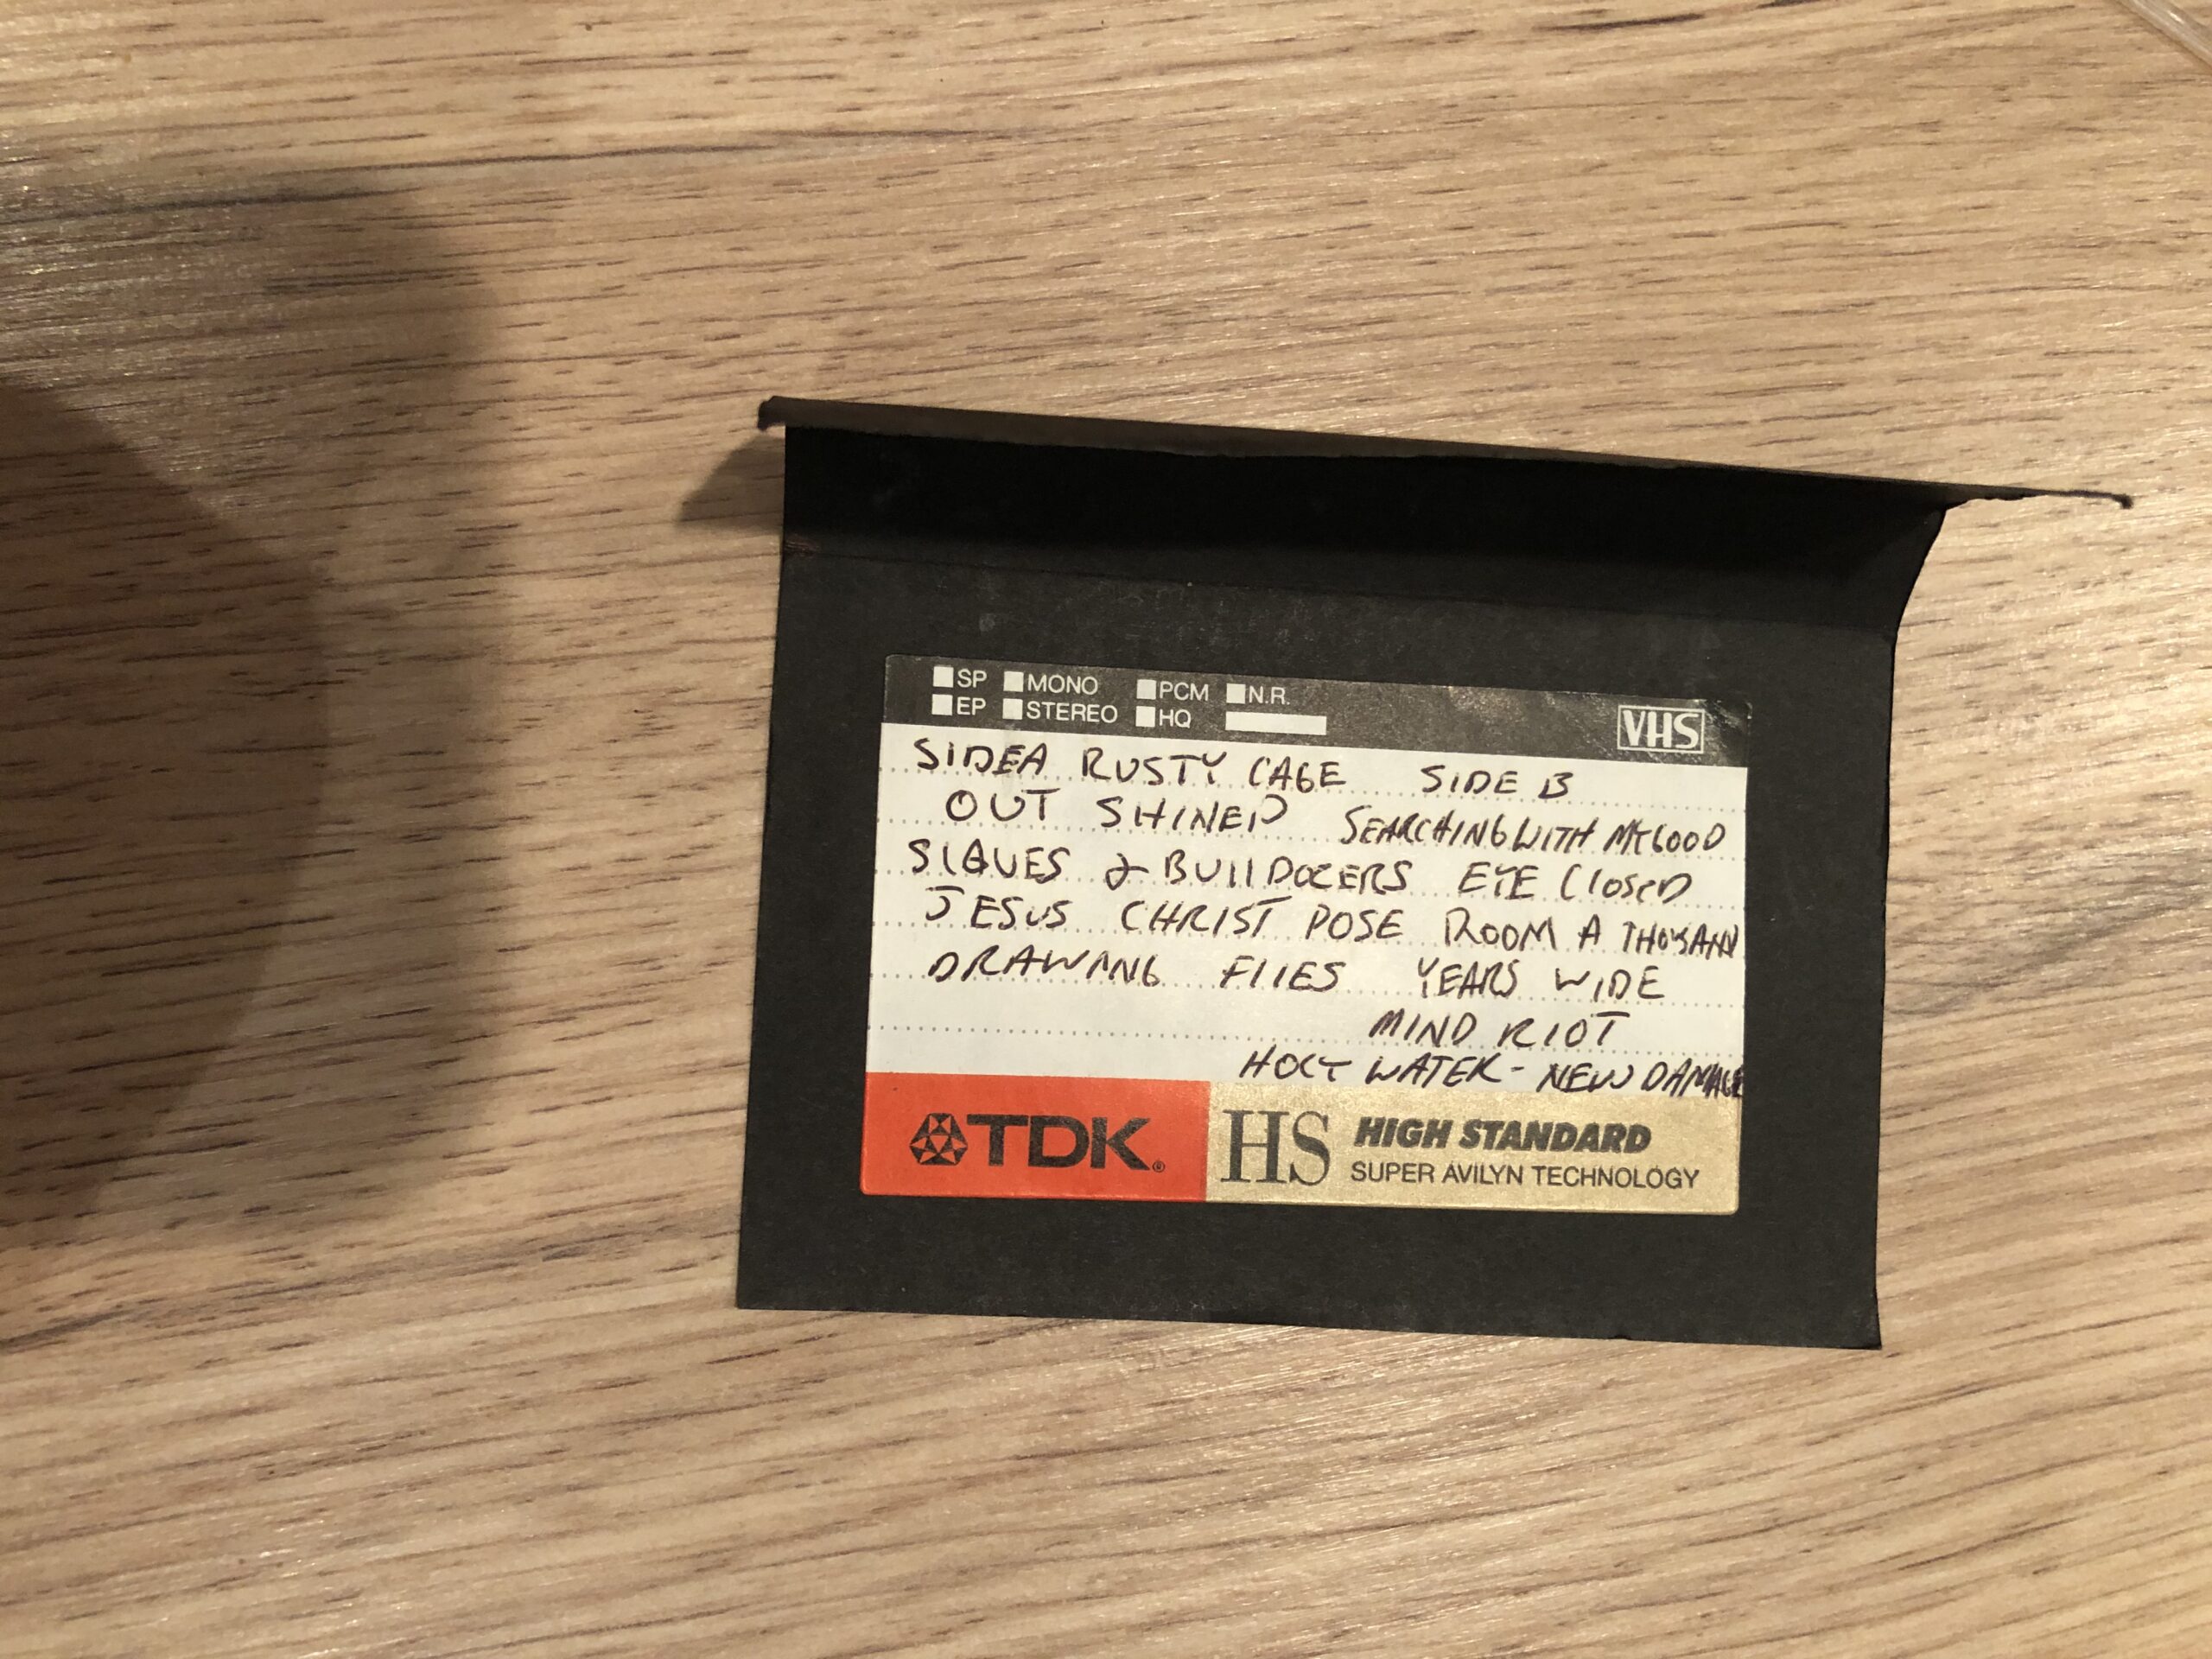 SP MONO PCM N.R.
EP STEREO HQ
VHS
SIDEA RUSTY CAGE SIDE B
OUT SHINED SEARCHING WITH MY GOOD
SLAVES & BUllDOZERS EYE ClOSED
JESUS CHRIST POSE ROOM A THOUSAND
DRAWING FlIES YEARS WIDE
MIND RIOT
HOLY WATER - NEW DAMAGE
TDK® HS HIGH STANDARD
SUPER AVILYN TECHNOLOGY